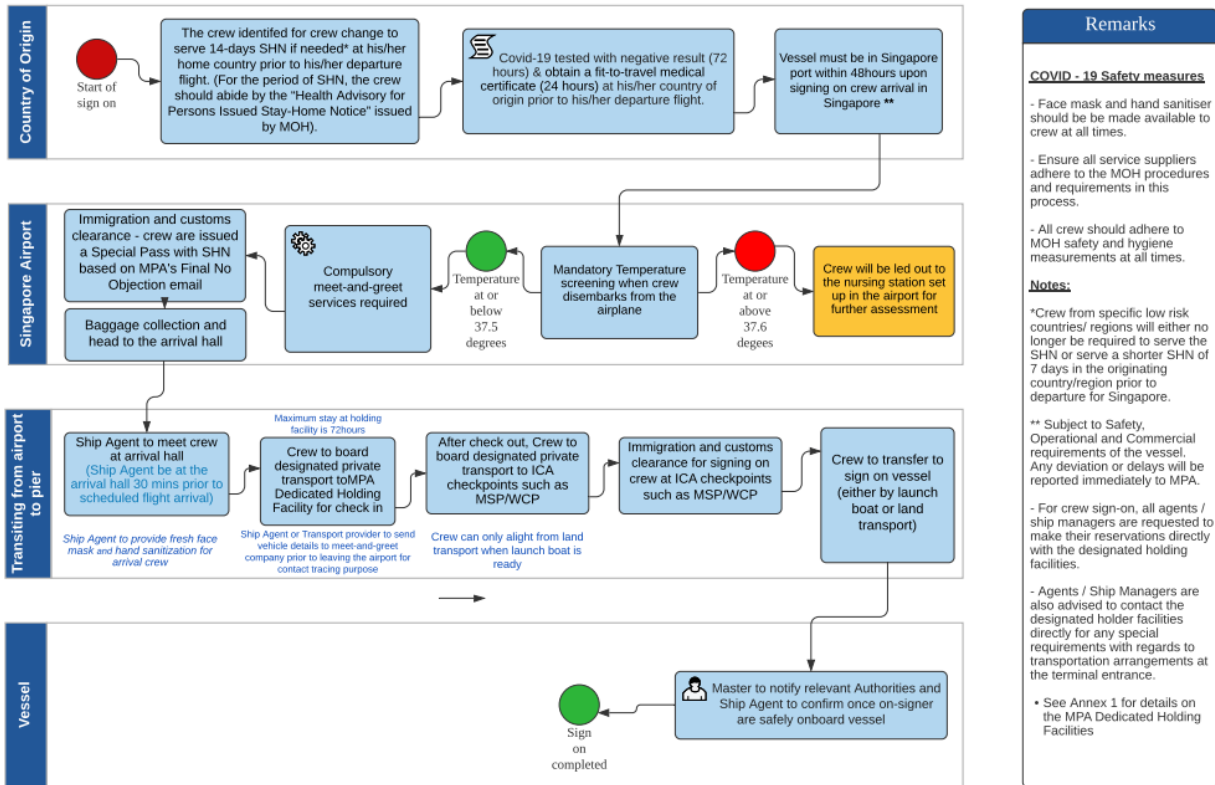 Country of Origin
Start of
sign on
The crew identifed for crew change to
serve 14-days SHN if needed* at his/her
home country prior to his/her departure
flight. (For the period of SHN, the crew
should abide by the “Health Advisory for
Persons Issued Stay-Home Notice” issued
by MOH).
Covid-19 tested with negative result (72
hours) & obtain a fit-to-travel medical
certificate (24 hours) at his/her country of
origin prior to his/her departure flight.
Vessel must be in Singapore
port within 48hours upon
signing on crew arrival in
Singapore **
Singapore Airport
Immigration and customs
clearance - crew are issued
a Special Pass with SHN
based on MPA's Final No
Objection email
Baggage collection and
head to the arrival hall
Compulsory
meet-and-greet
services required
Temperature
at or
below
37.5
degrees
Mandatory Temperature
screening when crew
disembarks from the
airplane
Temperature
at or
above
37.6
degrees
Crew will be led out to
the nursing station set
up in the airport for
further assessment
Transiting from airport
to pier
Ship Agent to meet crew
at arrival hall
(Ship Agent be at the
arrival hall 30 mins prior to
scheduled flight arrival)
Ship Agent to provide fresh face
mask and hand sanitization for
arrival crew
Maximum stay at holding
facility is 72hours
Crew to board
designated private
transport toMPA
Dedicated Holding
Facility for check in
Ship Agent or Transport provider to send
vehicle details to meet-and-greet
company prior to leaving the airport for
contact tracing purpose
After check out, Crew to
board designated private
transport to ICA
checkpoints such as
MSP/WCP
Crew can only alight from land
transport when launch boat is
ready
Immigration and customs
clearance for signing on
crew at ICA checkpoints
such as MSP/WCP
Crew to transfer to
sign on vessel
(either by launch
boat or land
transport)
Vessel
Sign
on
completed
Master to notify relevant Authorities and
Ship Agent to confirm once on-signer
are safely onboard vessel
Remarks
COVID - 19 Safety measures
- Face mask and hand sanitiser
should be be made available to
crew at all times.
- Ensure all service suppliers
adhere to the MOH procedures
and requirements in this
process.
- All crew should adhere to
MOH safety and hygiene
measurements at all times.
Notes:
*Crew from specific low risk
countries/ regions will either no
longer be required to serve the
SHN or serve a shorter SHN of
7 days in the originating
country/region prior to
departure for Singapore.
** Subject to Safety,
Operational and Commercial
requirements of the vessel.
Any deviation or delays will be
reported immediately to MPA.
- For crew sign-on, all agents /
ship managers are requested to
make their reservations directly
with the designated holding
facilities.
- Agents / Ship Managers are
also advised to contact the
designated holder facilities
directly for any special
requirements with regards to
transportation arrangements at
the terminal entrance.
• See Annex 1 for details on
the MPA Dedicated Holding
Facilities